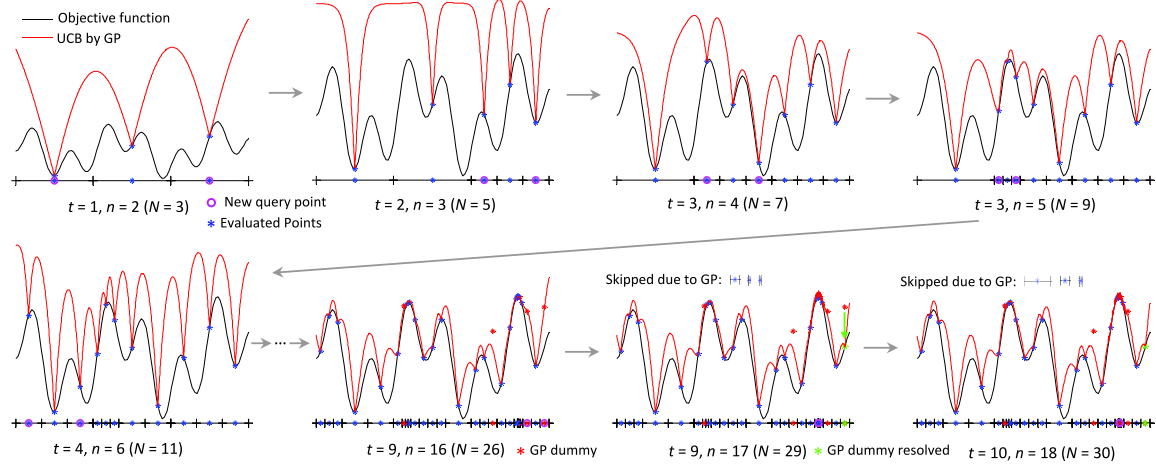 Objective function
UCB by GP
t = 1, n = 2 (N = 3)
New query point
Evaluated Points
t = 2, n = 3 (N = 5)
t = 3, n = 4 (N = 7)
t = 3, n = 5 (N = 9)
t = 4, n = 6 (N = 11)
...
t = 9, n = 16 (N = 26)
GP dummy
Skipped due to GP:
t = 9, n = 17 (N = 29)
GP dummy resolved
Skipped due to GP:
t = 10, n = 18 (N = 30)